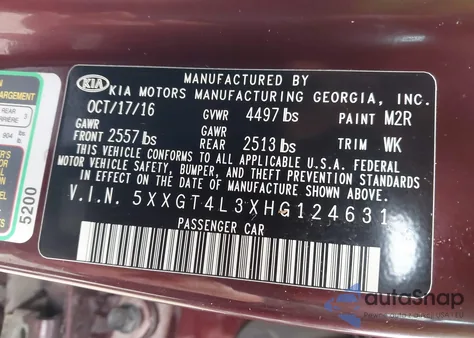 MANUFACTURED BY
KIA
KIA MOTORS MANUFACTURING GEORGIA, INC.
OCT/17/16 GVWR 4497 lbs PAINT M2R
GAWR GAWR
FRONT 2557 lbs REAR 2513 lbs TRIM WK
THIS VEHICLE CONFORMS TO ALL APPLICABLE U.S.A. FEDERAL
MOTOR VEHICLE SAFETY, BUMPER, AND THEFT PREVENTION STANDARDS
IN EFFECT ON THE DATE OF MANUFACTURE SHOWN ABOVE.
V.I.N. 5XXGT4L3XHG124631
PASSENGER CAR
REAR
5200
autoSnap